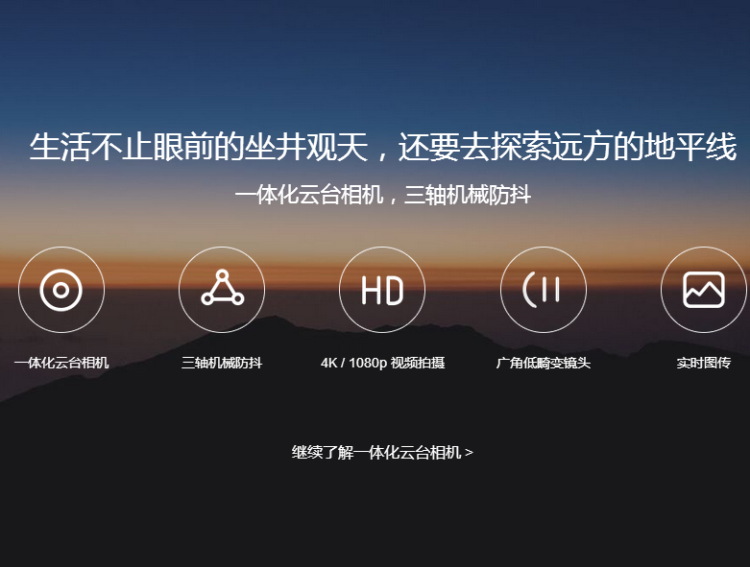 生活不止眼前的坐井观天，还要去探索远方的地平线
一体化云台相机，三轴机械防抖
HD
一体化云台相机
三轴机械防抖
4K / 1080p 视频拍摄
广角低畸变镜头
实时图传
继续了解一体化云台相机 >